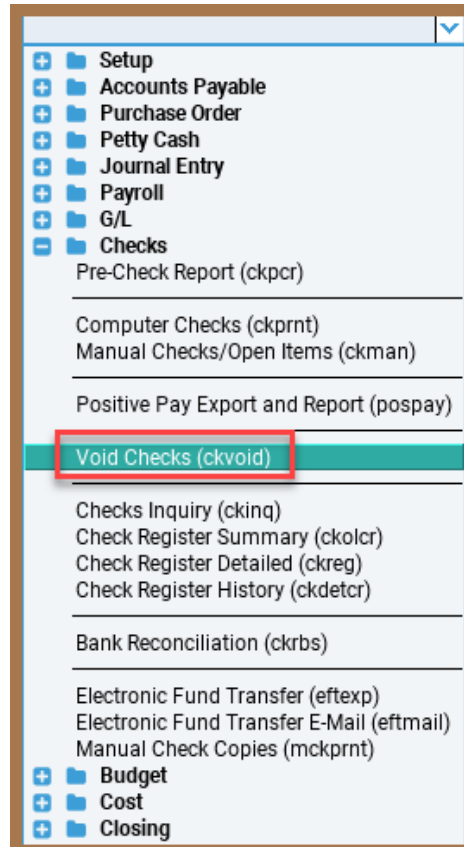 Setup
Accounts Payable
Purchase Order
Petty Cash
Journal Entry
Payroll
G/L
Checks
Pre-Check Report (ckpcr)
Computer Checks (ckprnt)
Manual Checks/Open Items (ckman)
Positive Pay Export and Report (pospay)
Void Checks (ckvoid)
Checks Inquiry (ckinq)
Check Register Summary (ckolcr)
Check Register Detailed (ckreg)
Check Register History (ckdetcr)
Bank Reconciliation (ckrbs)
Electronic Fund Transfer (eftexp)
Electronic Fund Transfer E-Mail (eftmail)
Manual Check Copies (mckprnt)
Budget
Cost
Closing